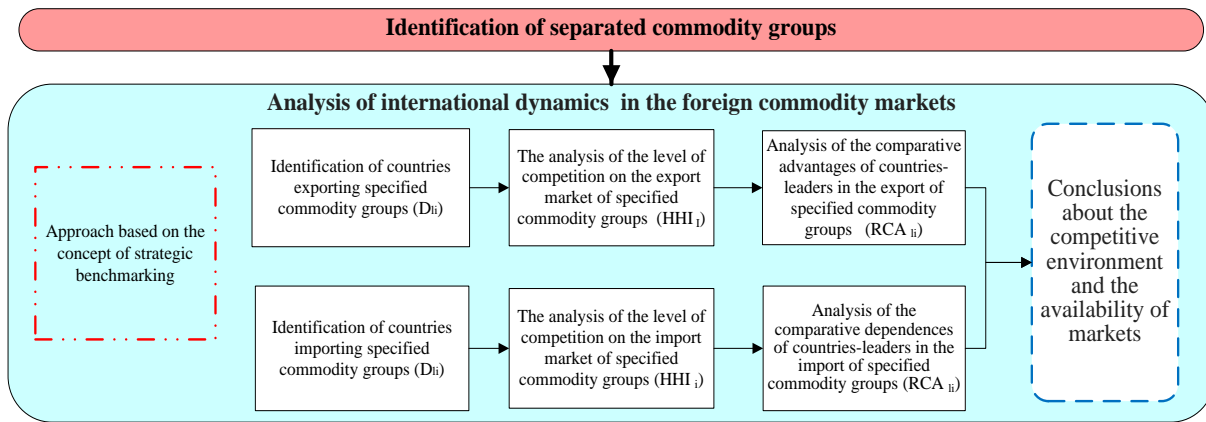 Identification of separated commodity groups
Analysis of international dynamics in the foreign commodity markets
Approach based on the
concept of strategic
benchmarking
Identification of countries
exporting specified
commodity groups (Dli)
The analysis of the level of
competition on the export
market of specified
commodity groups (HHI I)
Analysis of the comparative
advantages of countries-
leaders in the export of
specified commodity
groups (RCA li)
Identification of countries
importing specified
commodity groups (Dli)
The analysis of the level of
competition on the import
market of specified
commodity groups (HHI i)
Analysis of the
comparative dependences
of countries-leaders in the
import of specified
commodity groups (RCA li)
Conclusions
about the
competitive
environment
and the
availability of
markets